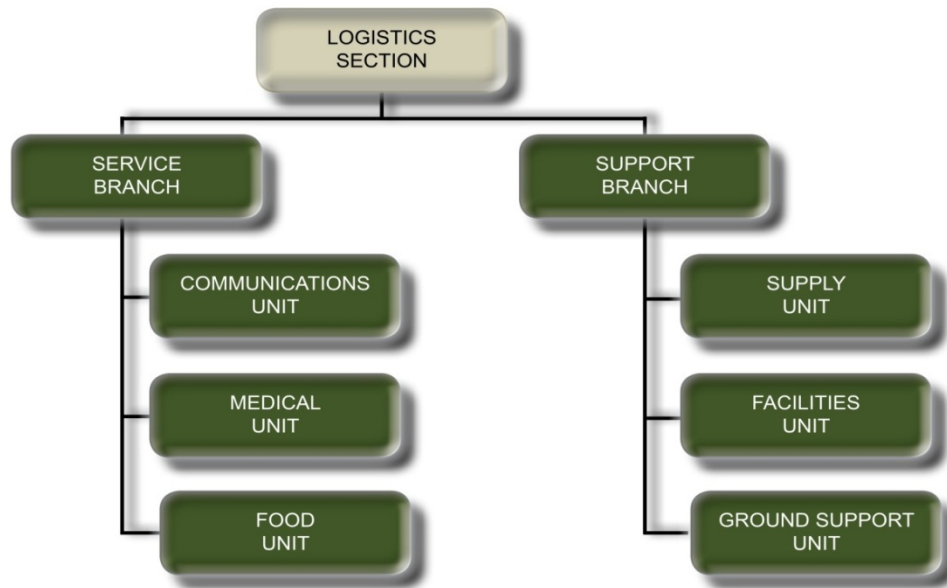 LOGISTICS
SECTION
SERVICE
BRANCH
SUPPORT
BRANCH
COMMUNICATIONS
UNIT
SUPPLY
UNIT
MEDICAL
UNIT
FACILITIES
UNIT
FOOD
UNIT
GROUND SUPPORT
UNIT